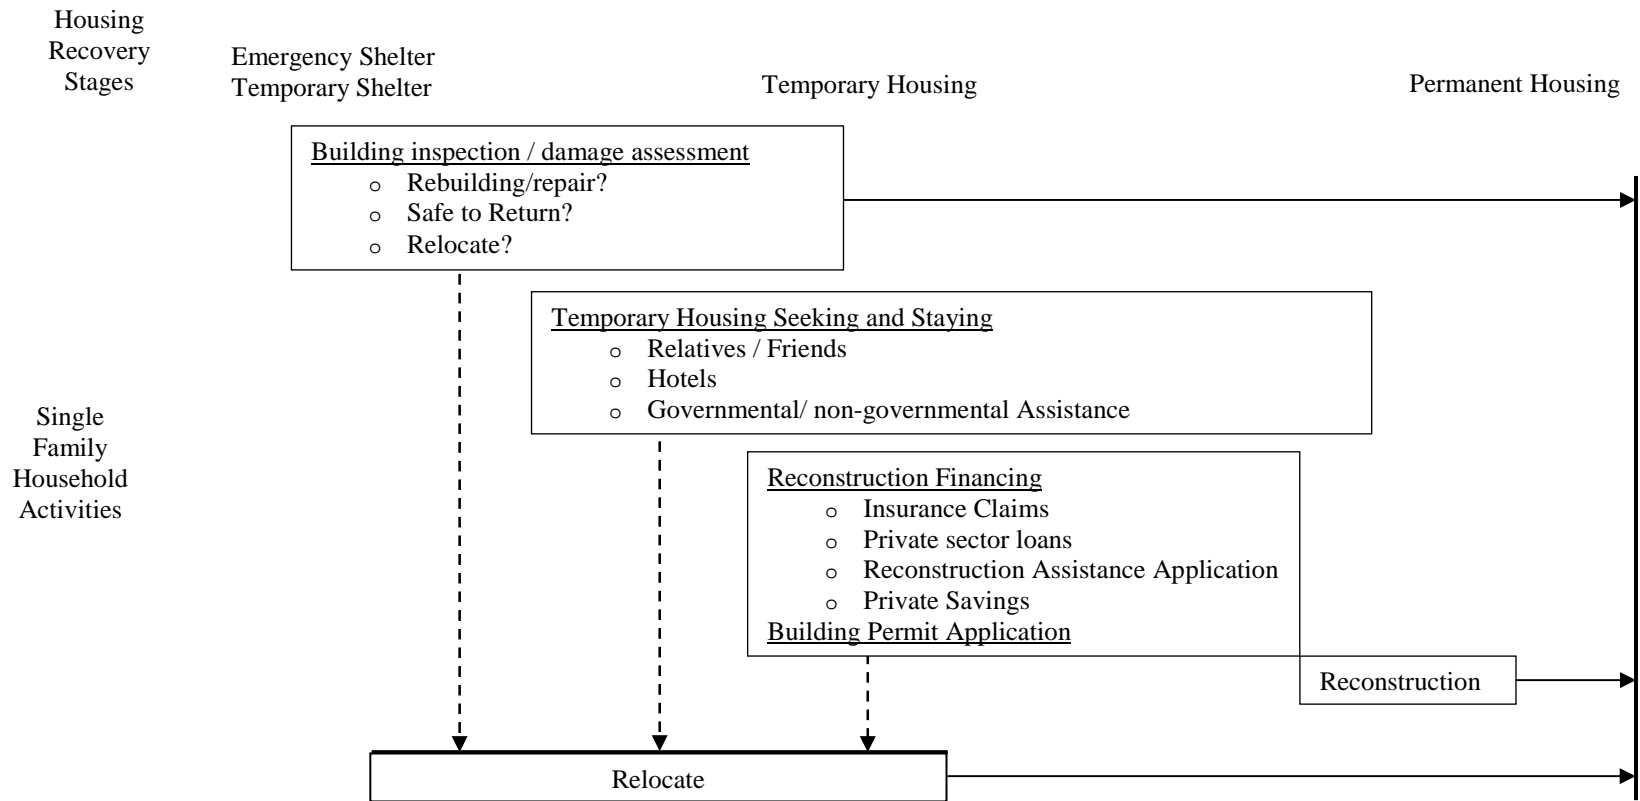 Housing
Recovery
Stages
Emergency Shelter
Temporary Shelter
Temporary Housing
Permanent Housing
Building inspection / damage assessment
o Rebuilding/repair?
o Safe to Return?
o Relocate?
Temporary Housing Seeking and Staying
o Relatives / Friends
o Hotels
o Governmental/ non-governmental Assistance
Single
Family
Household
Activities
Reconstruction Financing
o Insurance Claims
o Private sector loans
o Reconstruction Assistance Application
o Private Savings
Building Permit Application
Reconstruction
Relocate